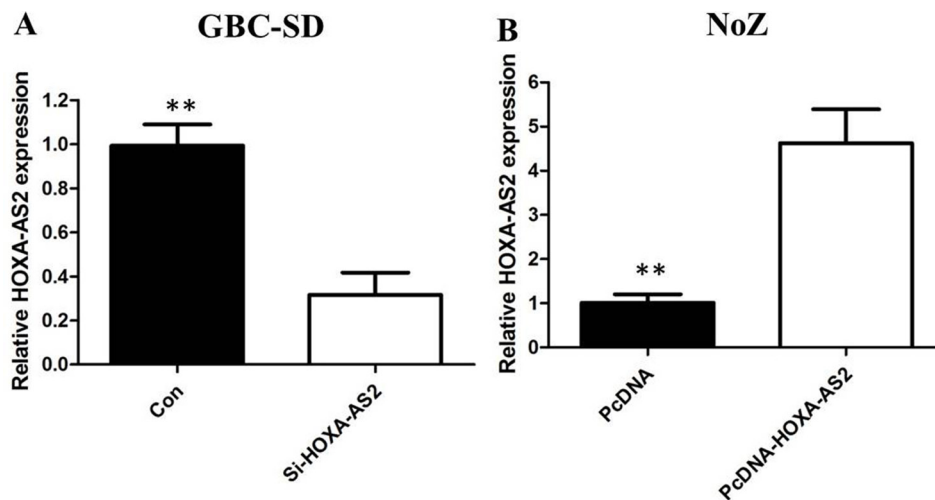 A
GBC-SD
Relative HOXA-AS2 expression
1.2
1.0
0.8
0.6
0.4
0.2
0.0
**
Con
Si-HOXA-AS2
B
NoZ
Relative HOXA-AS2 expression
6
5
4
3
2
1
0
**
PcDNA
PcDNA-HOXA-AS2